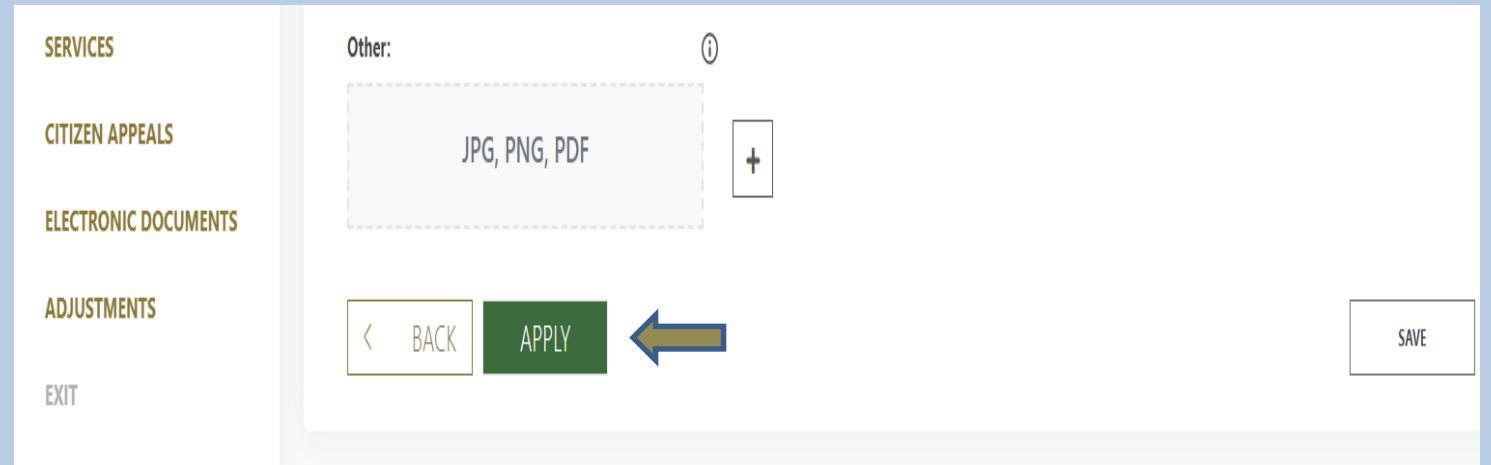 SERVICES
CITIZEN APPEALS
ELECTRONIC DOCUMENTS
ADJUSTMENTS
EXIT
Other:
JPG, PNG, PDF
+
< BACK
APPLY
SAVE